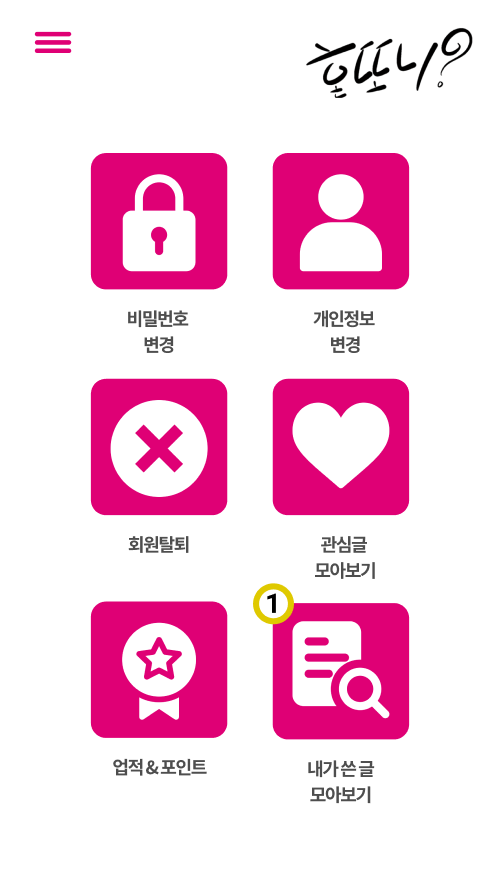 혼또니?
비밀번호
변경
개인정보
변경
회원탈퇴
관심글
모아보기
1
업적 & 포인트
내가 쓴 글
모아보기